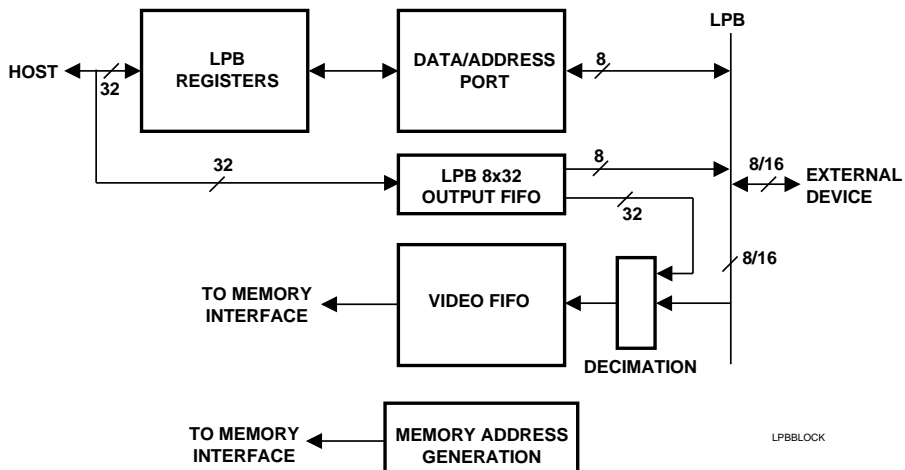 LPB
HOST
32
LPB
REGISTERS
DATA/ADDRESS
PORT
8
32
LPB 8x32
OUTPUT FIFO
8
32
8/16
EXTERNAL
DEVICE
8/16
TO MEMORY
INTERFACE
VIDEO FIFO
DECIMATION
TO MEMORY
INTERFACE
MEMORY ADDRESS
GENERATION
LPBBLOCK